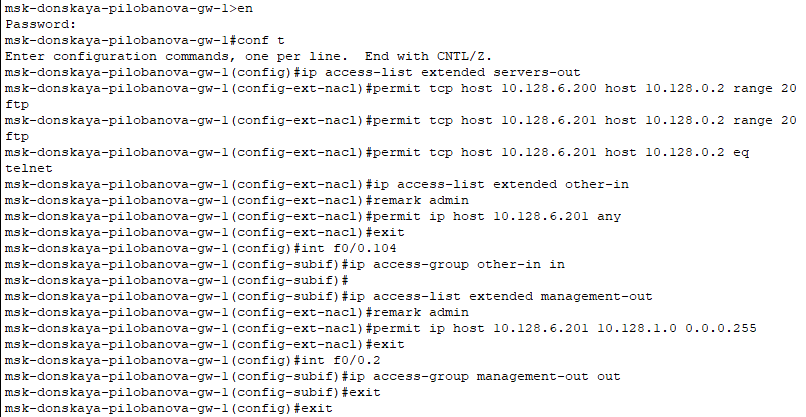 msk-donskaya-pilobanova-gw-1>en
Password:
msk-donskaya-pilobanova-gw-1#conf t
Enter configuration commands, one per line.  End with CNTL/Z.
msk-donskaya-pilobanova-gw-1(config)#ip access-list extended servers-out
msk-donskaya-pilobanova-gw-1(config-ext-nacl)#permit tcp host 10.128.6.200 host 10.128.0.2 range 20
ftp
msk-donskaya-pilobanova-gw-1(config-ext-nacl)#permit tcp host 10.128.6.201 host 10.128.0.2 range 20
ftp
msk-donskaya-pilobanova-gw-1(config-ext-nacl)#permit tcp host 10.128.6.201 host 10.128.0.2 eq
telnet
msk-donskaya-pilobanova-gw-1(config-ext-nacl)#ip access-list extended other-in
msk-donskaya-pilobanova-gw-1(config-ext-nacl)#remark admin
msk-donskaya-pilobanova-gw-1(config-ext-nacl)#permit ip host 10.128.6.201 any
msk-donskaya-pilobanova-gw-1(config-ext-nacl)#exit
msk-donskaya-pilobanova-gw-1(config)#int f0/0.104
msk-donskaya-pilobanova-gw-1(config-subif)#ip access-group other-in in
msk-donskaya-pilobanova-gw-1(config-subif)#
msk-donskaya-pilobanova-gw-1(config-subif)#ip access-list extended management-out
msk-donskaya-pilobanova-gw-1(config-ext-nacl)#remark admin
msk-donskaya-pilobanova-gw-1(config-ext-nacl)#permit ip host 10.128.6.201 10.128.1.0 0.0.0.255
msk-donskaya-pilobanova-gw-1(config-ext-nacl)#exit
msk-donskaya-pilobanova-gw-1(config)#int f0/0.2
msk-donskaya-pilobanova-gw-1(config-subif)#ip access-group management-out out
msk-donskaya-pilobanova-gw-1(config-subif)#exit
msk-donskaya-pilobanova-gw-1(config)#exit